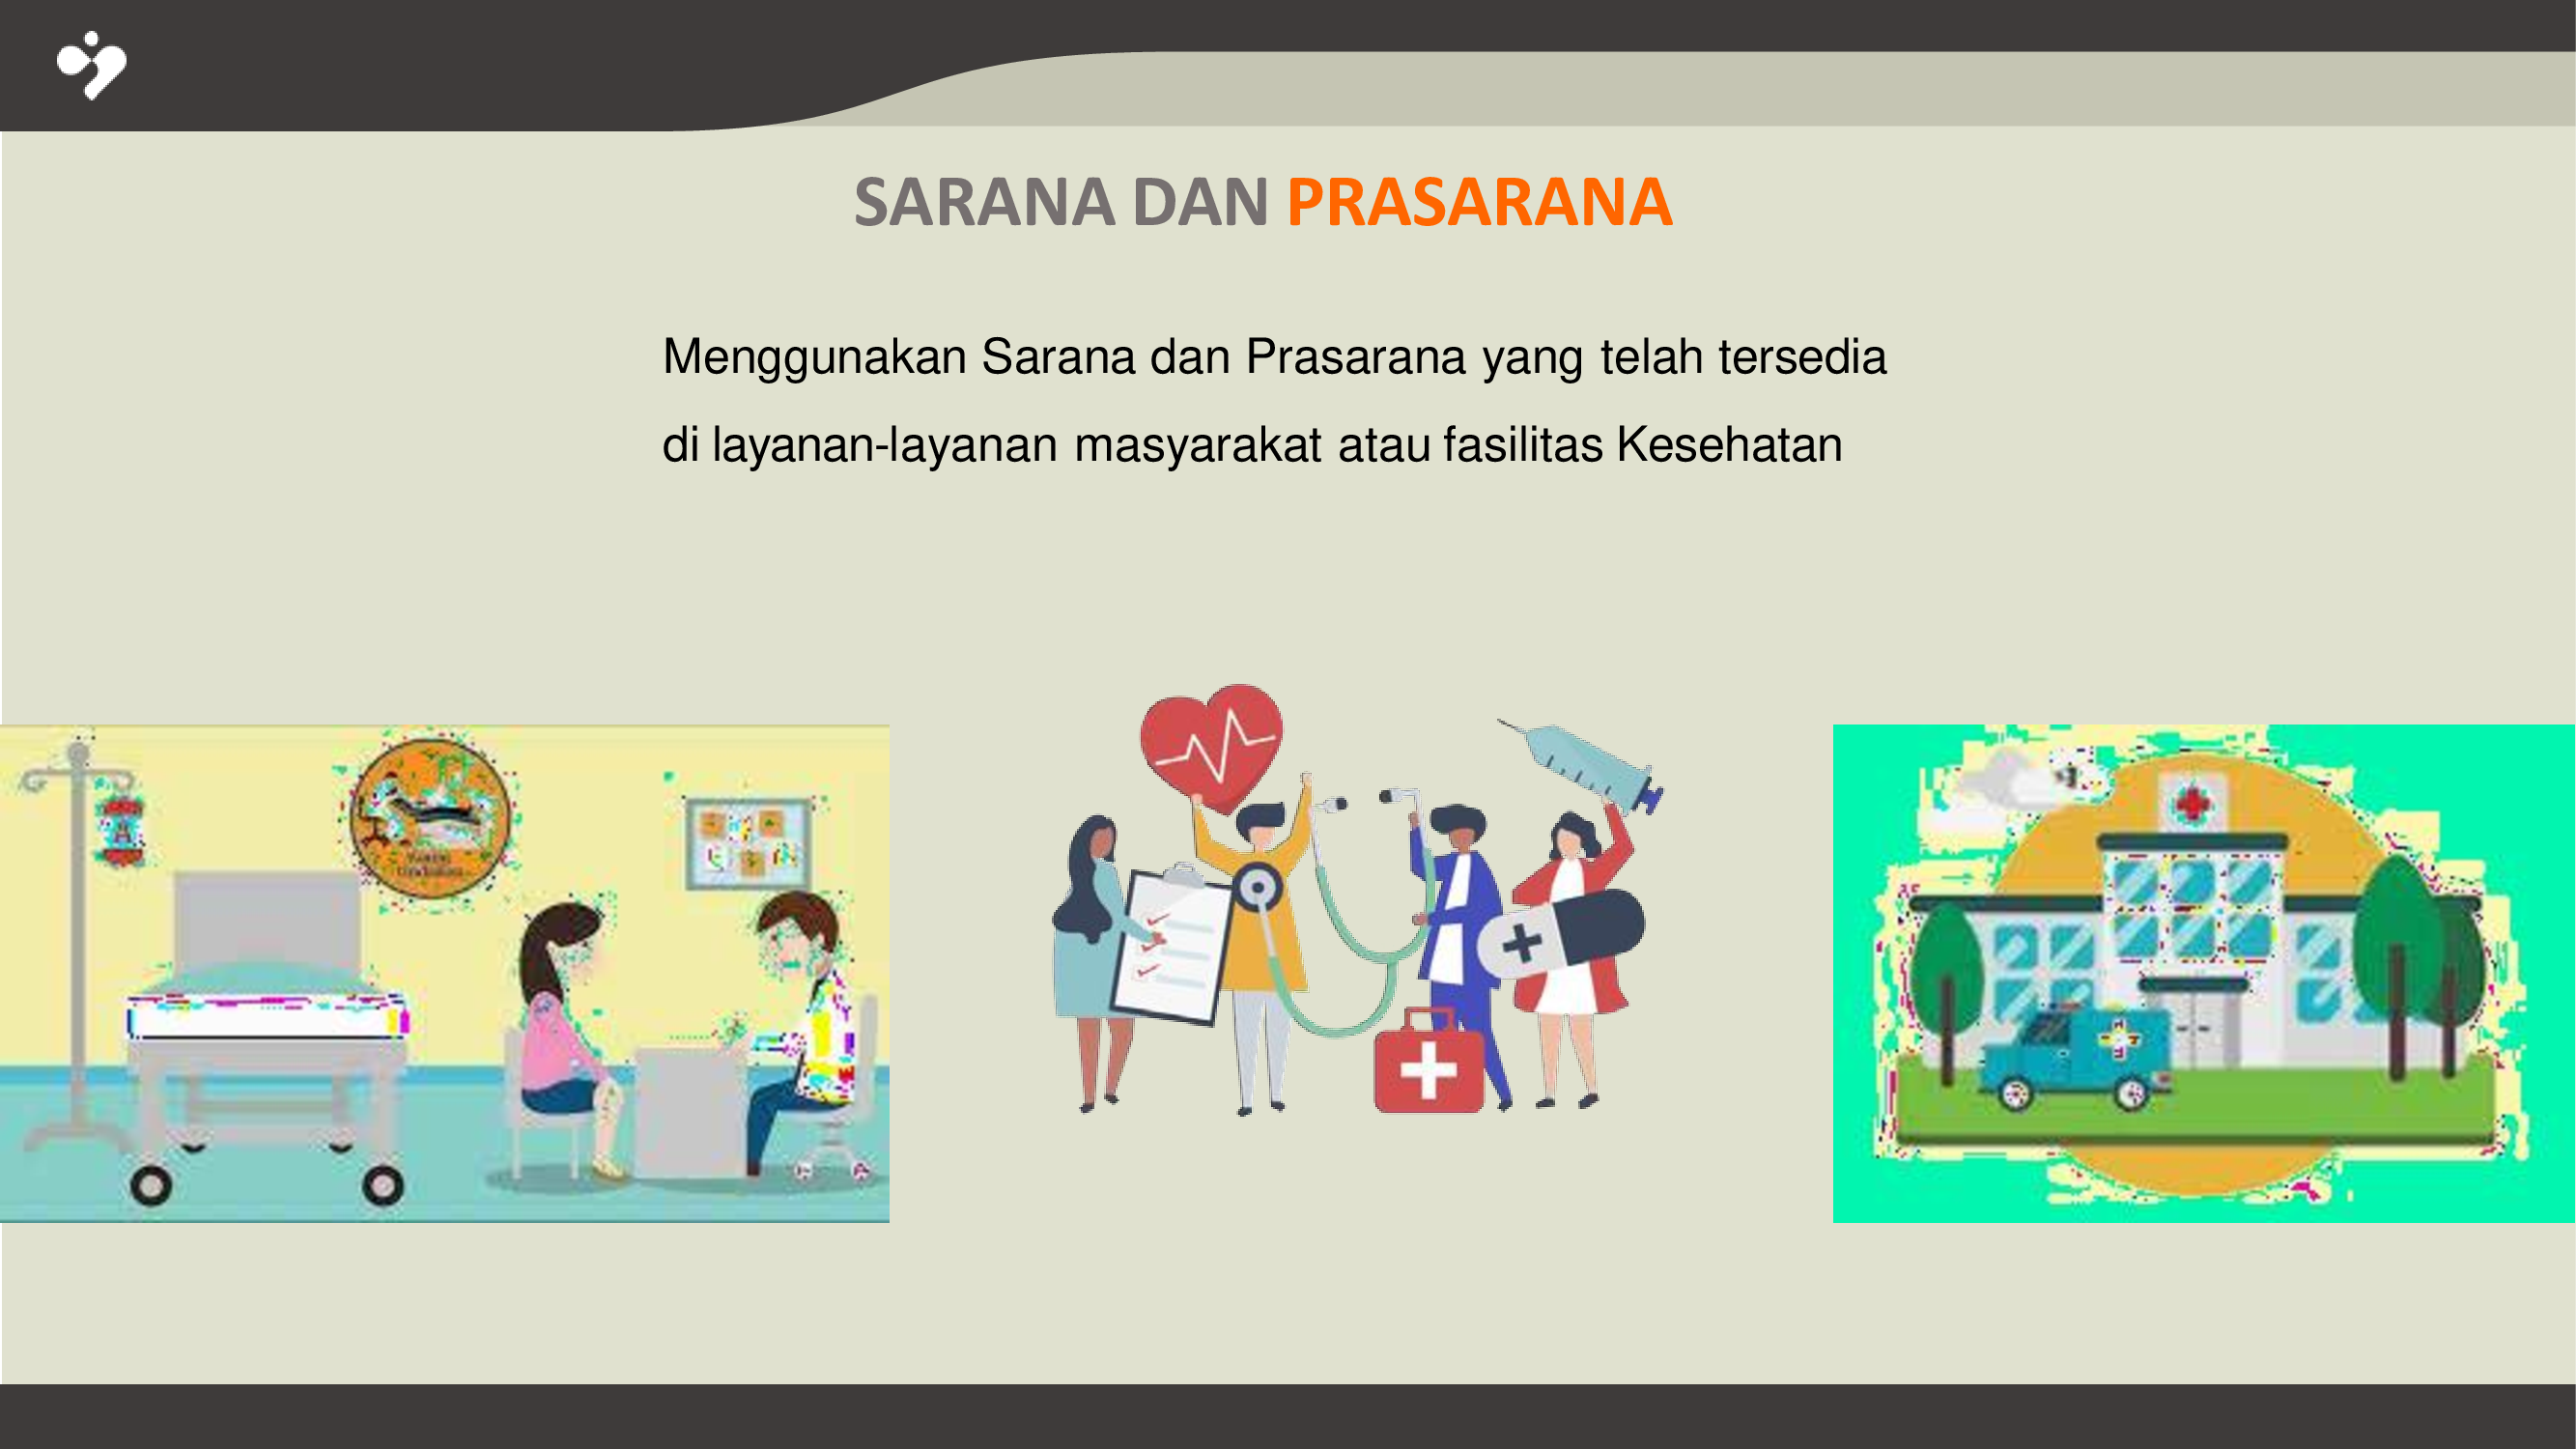 SARANA DAN PRASARANA
Menggunakan Sarana dan Prasarana yang telah tersedia
di layanan-layanan masyarakat atau fasilitas Kesehatan